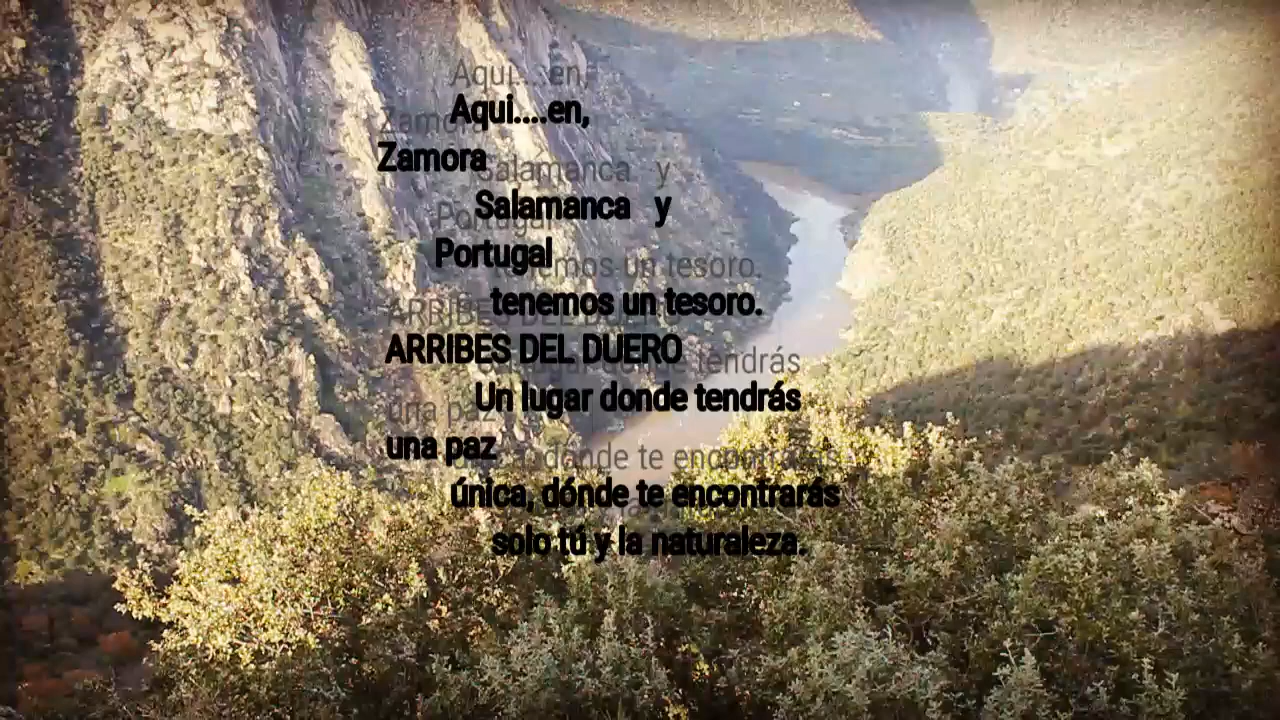 Aqui....en,
Zamora
Salamanca y
Portugal
tenemos un tesoro.
ARRIBES DEL DUERO
Un lugar donde tendrás
una paz
única, dónde te encontrarás
solo tú y la naturaleza.